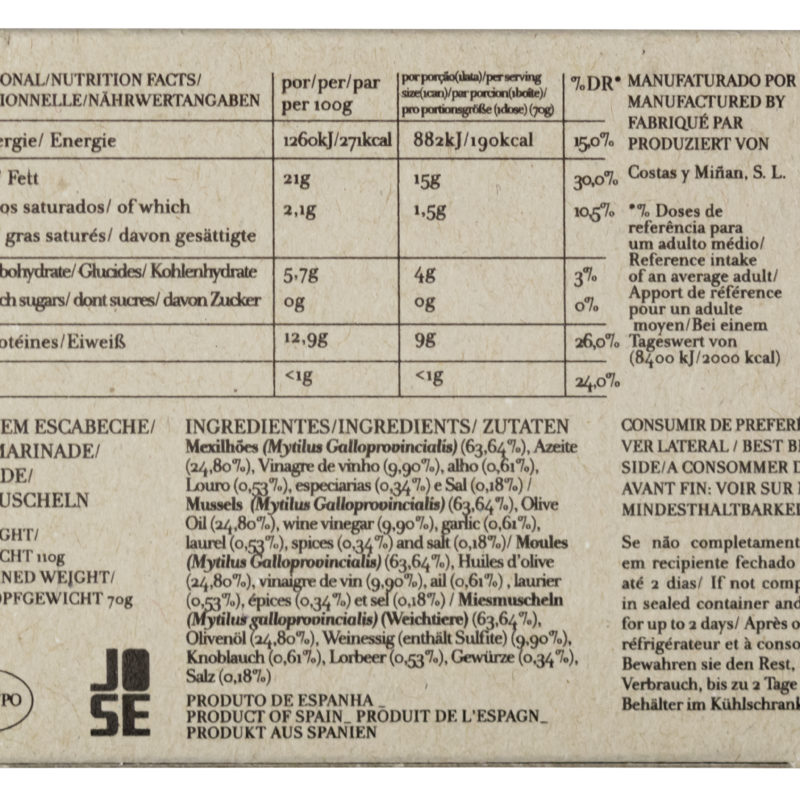 ONAL/NUTRITION FACTS/
IONNELLE/NÄHRWERTANGABEN
por/per/par
per 100g
por porção(1lata)/per serving
size(1can)/par porcion(1boîte)/
pro portionsgröße (1dose) (70g)
%DR*
ergie/ Energie
1260kJ/271kcal
882kJ/190kcal
15,0%
/ Fett
21g
15g
30,0%
os saturados/ of which
2,1g
1,5g
10,5%
gras saturés/ davon gesättigte
bohydrate/ Glucides/ Kohlenhydrate
5,7g
4g
3%
ch sugars/ dont sucres/ davon Zucker
0g
0g
0%
otéines/Eiweiß
12,9g
9g
26,0%
<1g
<1g
24,0%
MANUFATURADO POR
MANUFACTURED BY
FABRIQUÉ PAR
PRODUZIERT VON
Costas y Miñan, S. L.
*% Doses de
referência para
um adulto médio/
Reference intake
of an average adult/
Apport de référence
pour un adulte
moyen/Bei einem
Tageswert von
(8400 kJ/2000 kcal)
EM ESCABECHE/
MARINADE/
DE/
USCHELN
GHT/
CHT 110g
NED WEJGHT/
OPFGEWICHT 70g
PO
JO
SE
INGREDIENTES/INGREDIENTS/ ZUTATEN
Mexilhões (Mytilus Galloprovincialis) (63,64%), Azeite
(24,80%), Vinagre de vinho (9,90%), alho (0,61%),
Louro (0,53%), especiarias (0,34%) e Sal (0,18%) /
Mussels (Mytilus Galloprovincialis) (63,64%), Olive
Oil (24,80%), wine vinegar (9,90%), garlic (0,61%),
laurel (0,53%), spices (0,34%) and salt (0,18%)/ Moules
(Mytilus Galloprovincialis) (63,64%), Huiles d'olive
(24,80%), vinaigre de vin (9,90%), ail (0,61%) , laurier
(0,53%), épices (0,34%) et sel (0,18%) / Miesmuscheln
(Mytilus galloprovincialis) (Weichtiere) (63,64%),
Olivenöl (24,80%), Weinessig (enthält Sulfite) (9,90%),
Knoblauch (0,61%), Lorbeer (0,53%), Gewürze (0,34%),
Salz (0,18%)
PRODUTO DE ESPANHA _
PRODUCT OF SPAIN_ PRODUIT DE L'ESPAGN_
PRODUKT AUS SPANIEN
CONSUMIR DE PREFERÊ
VER LATERAL / BEST B
SIDE/A CONSOMMER D
AVANT FIN: VOIR SUR
MINDESTHALTBARKEI
Se não completament
em recipiente fechado
até 2 dias/ If not comp
in sealed container and
for up to 2 days/ Après o
réfrigérateur et à conso
Bewahren sie den Rest,
Verbrauch, bis zu 2 Tage
Behälter im Kühlschrank